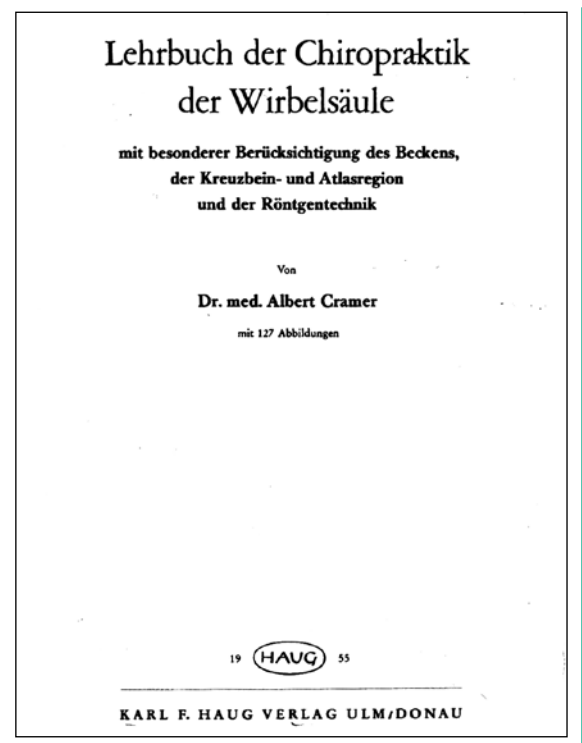 Lehrbuch der Chiropraktik
der Wirbelsäule
mit besonderer Berücksichtigung des Beckens,
der Kreuzbein- und Atlasregion
und der Röntgentechnik
Von
Dr. med. Albert Cramer
mit 127 Abbildungen
19 HAUG 55
KARL F. HAUG VERLAG ULM/DONAU